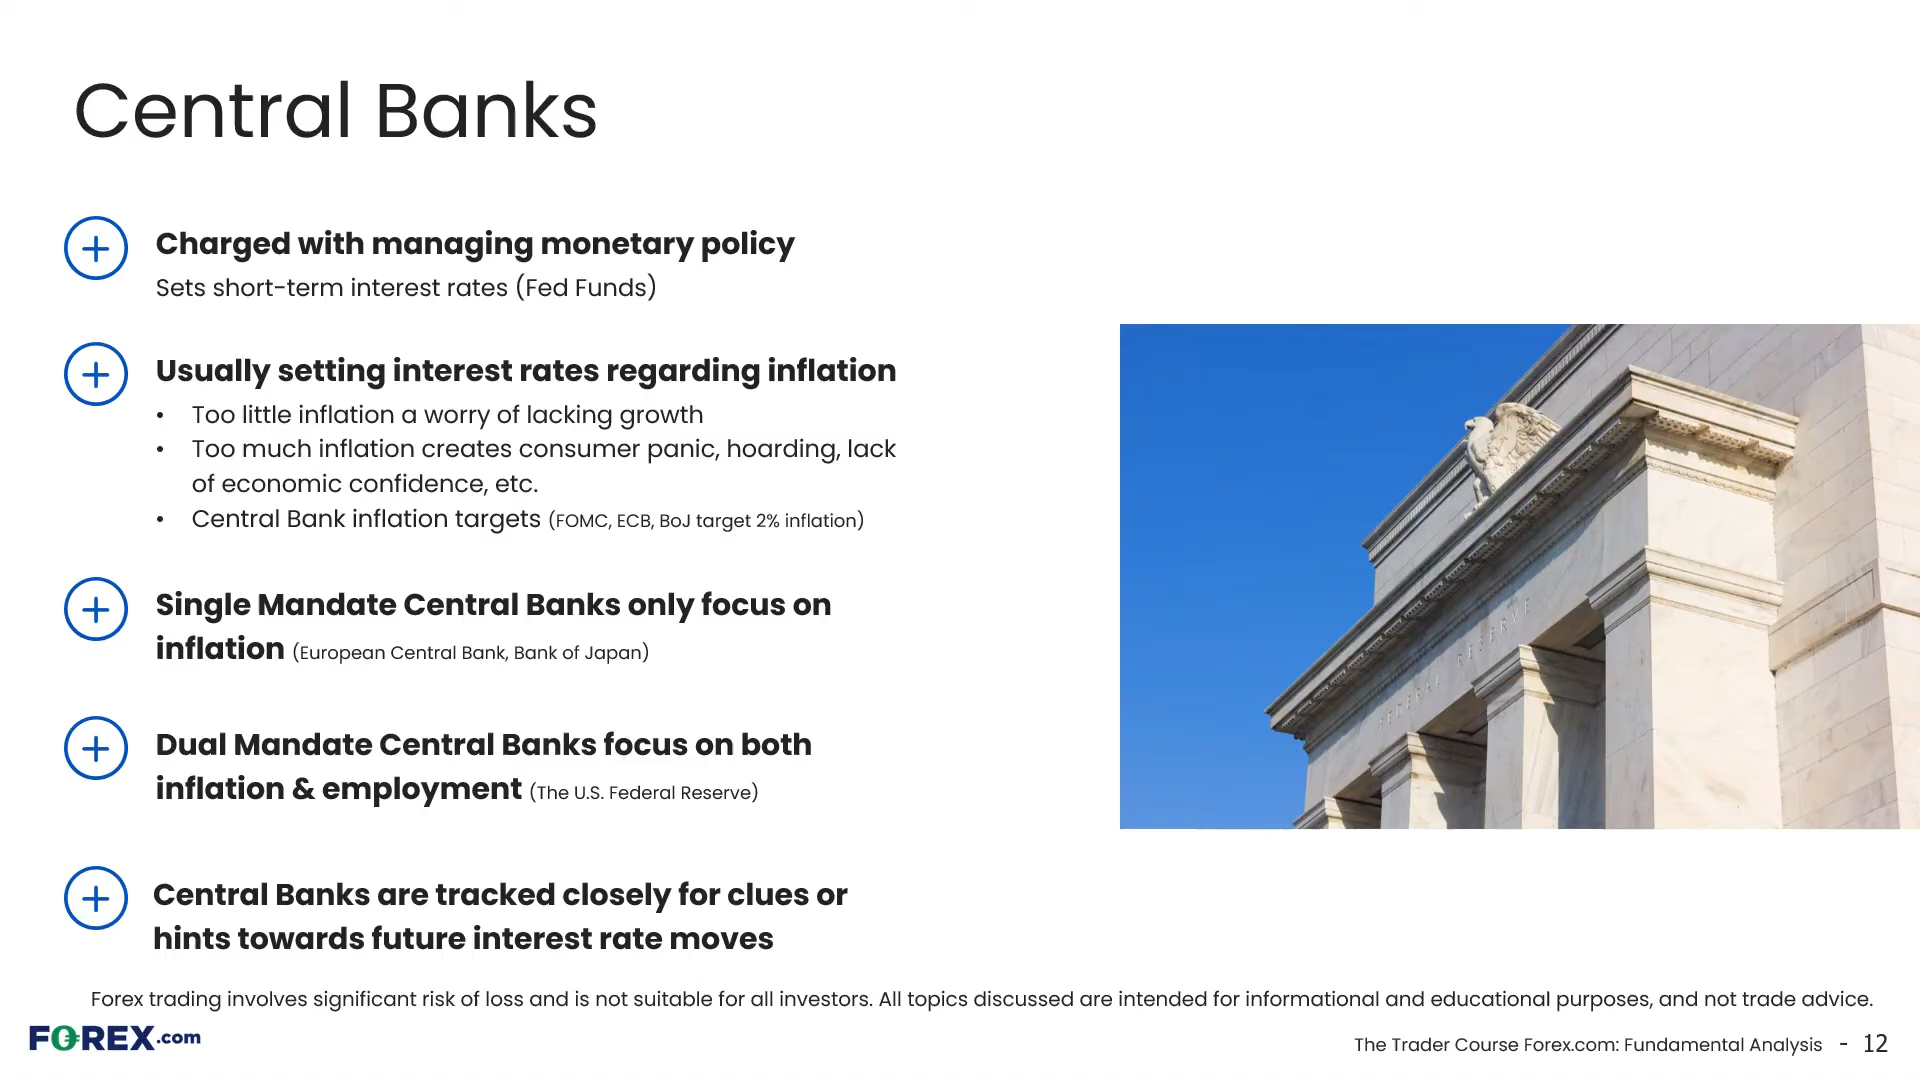 Central Banks
Charged with managing monetary policy
Sets short-term interest rates (Fed Funds)
Usually setting interest rates regarding inflation
• Too little inflation a worry of lacking growth
• Too much inflation creates consumer panic, hoarding, lack
of economic confidence, etc.
• Central Bank inflation targets (FOMC, ECB, BoJ target 2% inflation)
Single Mandate Central Banks only focus on
inflation (European Central Bank, Bank of Japan)
Dual Mandate Central Banks focus on both
inflation & employment (The U.S. Federal Reserve)
Central Banks are tracked closely for clues or
hints towards future interest rate moves
FEDERAL RESERVE
Forex trading involves significant risk of loss and is not suitable for all investors. All topics discussed are intended for informational and educational purposes, and not trade advice.
FOREX.com
The Trader Course Forex.com: Fundamental Analysis - 12